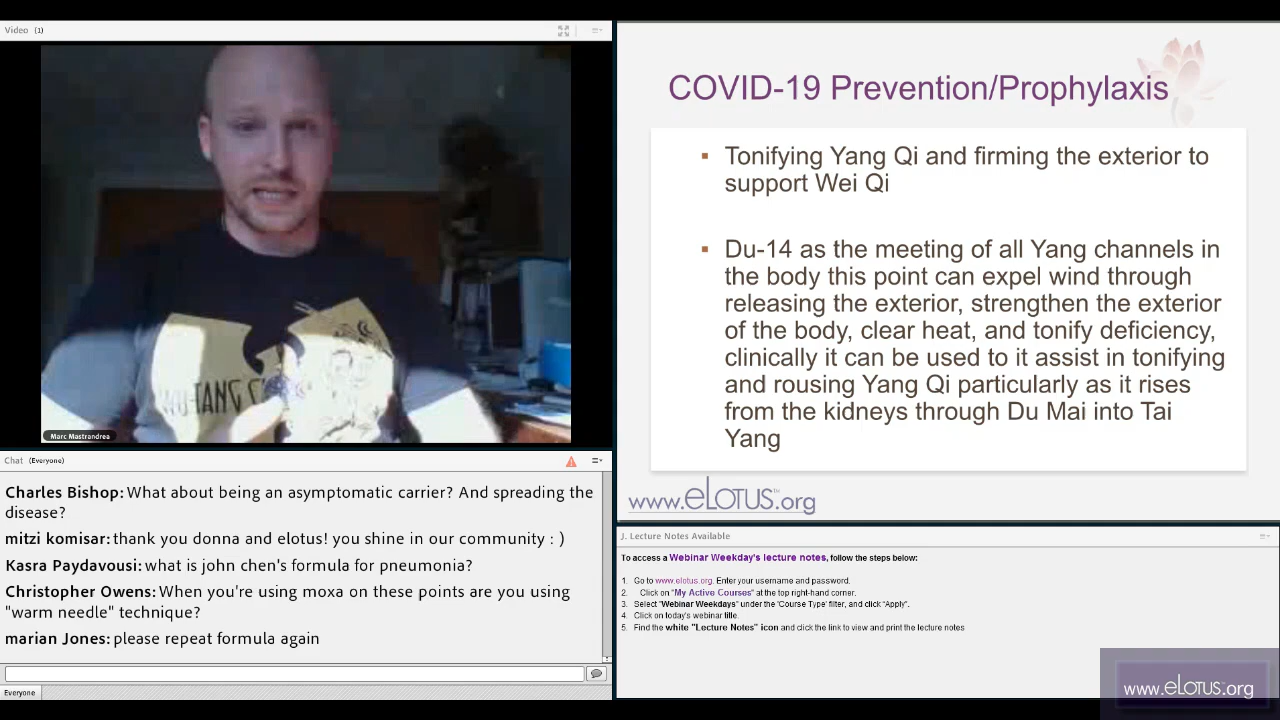 Video (1)
WU-TANG
Marc Mastrandrea
Chat (Everyone)
Charles Bishop: What about being an asymptomatic carrier? And spreading the
disease?
mitzi komisar: thank you donna and elotus! you shine in our community : )
Kasra Paydavousi: what is john chen's formula for pneumonia?
Christopher Owens: When you're using moxa on these points are you using
"warm needle" technique?
marian Jones: please repeat formula again
Everyone
COVID-19 Prevention/Prophylaxis
▪ Tonifying Yang Qi and firming the exterior to
support Wei Qi
▪ Du-14 as the meeting of all Yang channels in
the body this point can expel wind through
releasing the exterior, strengthen the exterior
of the body, clear heat, and tonify deficiency,
clinically it can be used to it assist in tonifying
and rousing Yang Qi particularly as it rises
from the kidneys through Du Mai into Tai
Yang
www.eLOTUS.org
J. Lecture Notes Available
To access a Webinar Weekday's lecture notes, follow the steps below:
1. Go to www.elotus.org. Enter your username and password.
2. Click on "My Active Courses" at the top right-hand corner.
3. Select "Webinar Weekdays" under the 'Course Type' filter, and click "Apply".
4. Click on today's webinar title.
5. Find the white "Lecture Notes" icon and click the link to view and print the lecture notes
www.eLOTUS.org